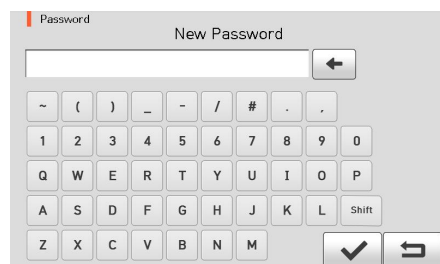 Password
New Password
~ ( ) _ - / # . ,
1 2 3 4 5 6 7 8 9 0
Q W E R T Y U I O P
A S D F G H J K L Shift
Z X C V B N M